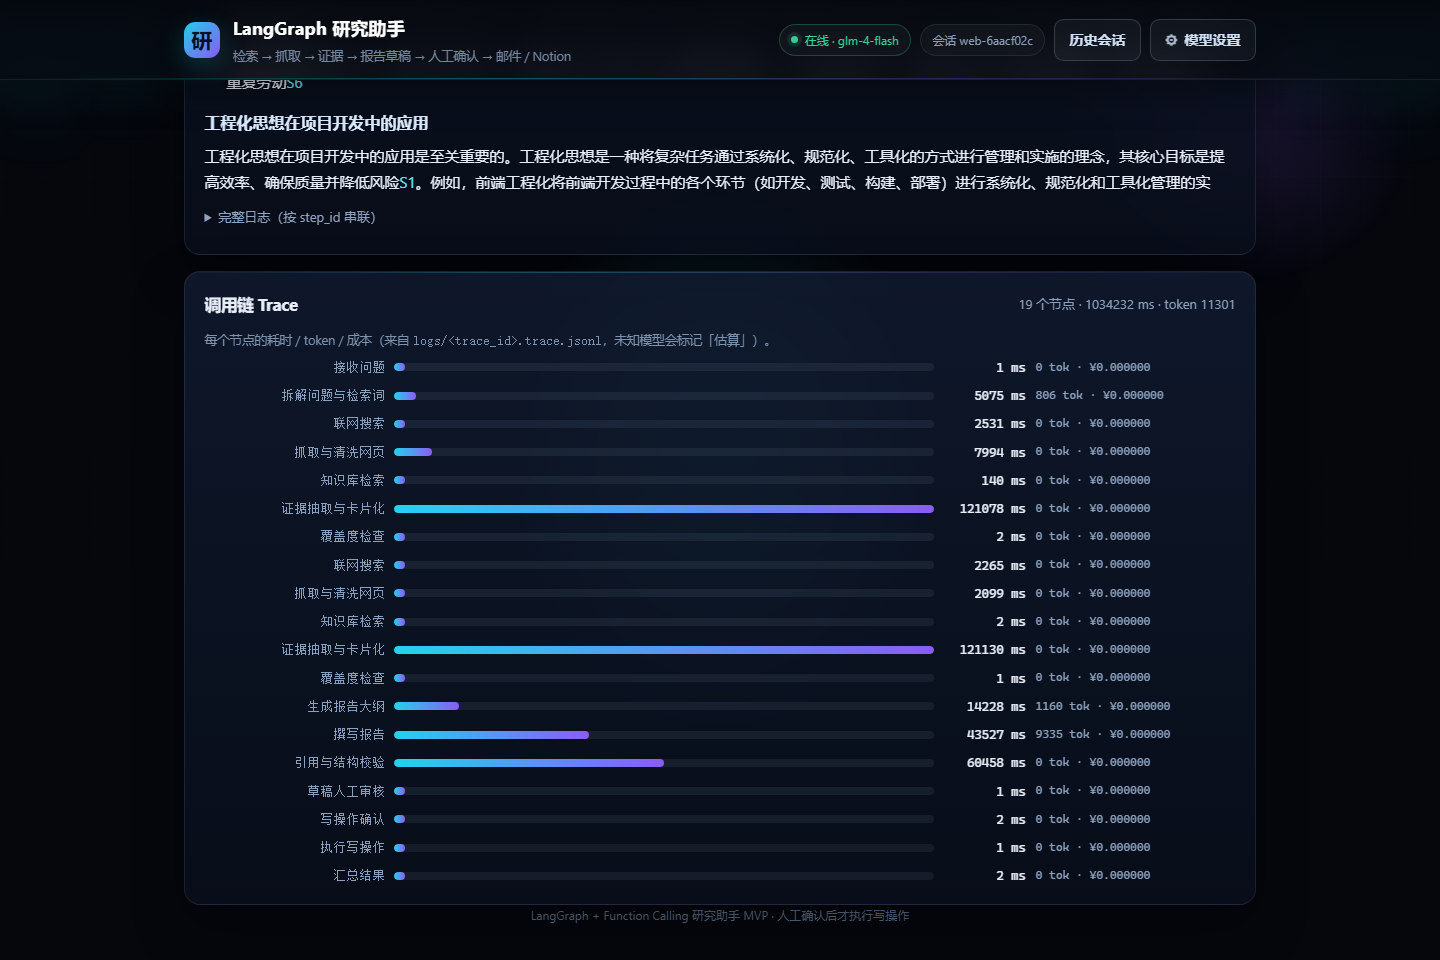 研
LangGraph 研究助手
检索 → 抓取 → 证据 → 报告草稿 → 人工确认 → 邮件 / Notion
在线 · glm-4-flash
会话 web-6aacf02c
历史会话
⚙ 模型设置
重复劳动S6
工程化思想在项目开发中的应用
工程化思想在项目开发中的应用是至关重要的。工程化思想是一种将复杂任务通过系统化、规范化、工具化的方式进行管理和实施的理念，其核心目标是提
高效率、确保质量并降低风险S1。例如，前端工程化将前端开发过程中的各个环节（如开发、测试、构建、部署）进行系统化、规范化和工具化管理的实
▶ 完整日志（按 step_id 串联）
调用链 Trace
19 个节点 · 1034232 ms · token 11301
每个节点的耗时 / token / 成本（来自 logs/<trace_id>.trace.jsonl，未知模型会标记「估算」）。
接收问题 1 ms 0 tok · ¥0.000000
拆解问题与检索词 5075 ms 806 tok · ¥0.000000
联网搜索 2531 ms 0 tok · ¥0.000000
抓取与清洗网页 7994 ms 0 tok · ¥0.000000
知识库检索 140 ms 0 tok · ¥0.000000
证据抽取与卡片化 121078 ms 0 tok · ¥0.000000
覆盖度检查 2 ms 0 tok · ¥0.000000
联网搜索 2265 ms 0 tok · ¥0.000000
抓取与清洗网页 2099 ms 0 tok · ¥0.000000
知识库检索 2 ms 0 tok · ¥0.000000
证据抽取与卡片化 121130 ms 0 tok · ¥0.000000
覆盖度检查 1 ms 0 tok · ¥0.000000
生成报告大纲 14228 ms 1160 tok · ¥0.000000
撰写报告 43527 ms 9335 tok · ¥0.000000
引用与结构校验 60458 ms 0 tok · ¥0.000000
草稿人工审核 1 ms 0 tok · ¥0.000000
写操作确认 2 ms 0 tok · ¥0.000000
执行写操作 1 ms 0 tok · ¥0.000000
汇总结果 2 ms 0 tok · ¥0.000000
LangGraph + Function Calling 研究助手 MVP · 人工确认后才执行写操作